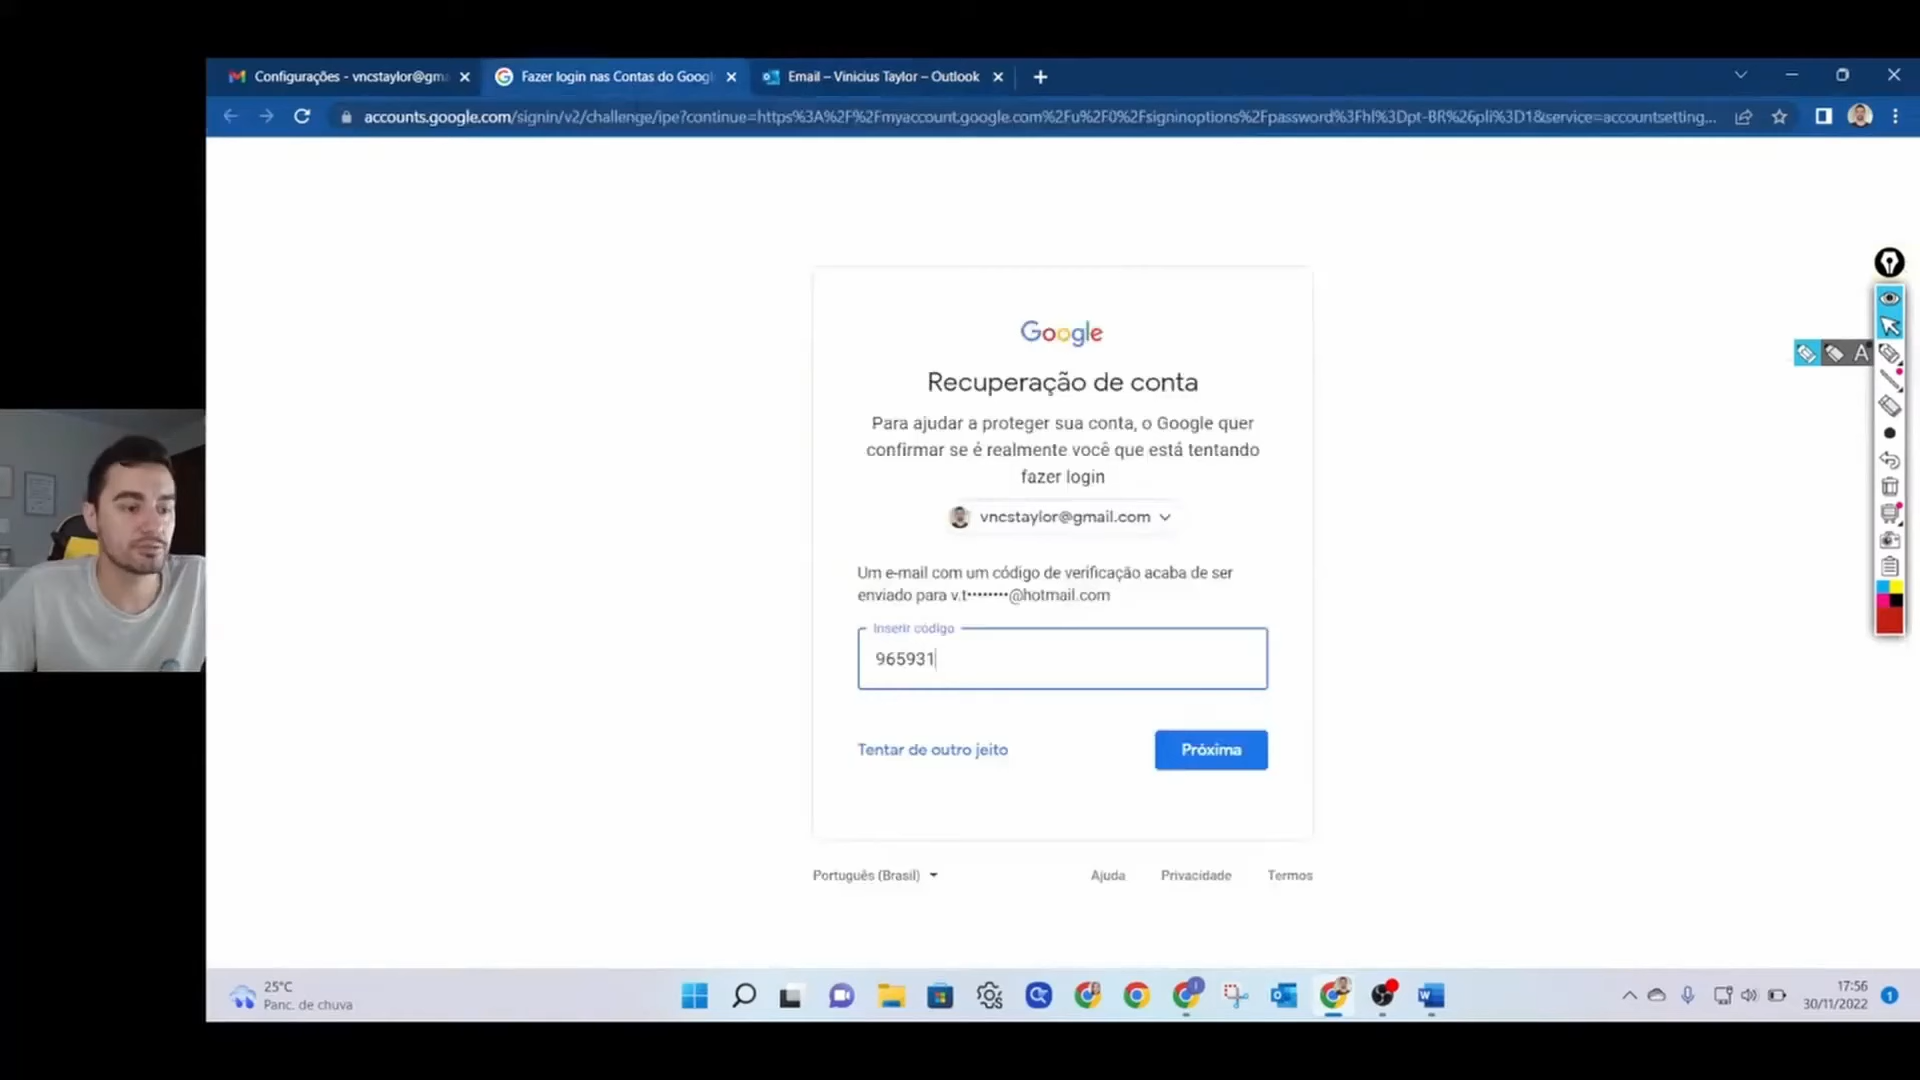 Configurações - vncstaylor@gm
Fazer login nas Contas do Googl
Email – Vinicius Taylor – Outlook
accounts.google.com/signin/v2/challenge/ipe?continue=https%3A%2F%2Fmyaccount.google.com%2Fu%2F0%2Fsigninoptions%2Fpassword%3Fhl%3Dpt-BR%26pli%3D1&service=accountsetting...
Google
Recuperação de conta
Para ajudar a proteger sua conta, o Google quer
confirmar se é realmente você que está tentando
fazer login
vncstaylor@gmail.com
Um e-mail com um código de verificação acaba de ser
enviado para v.t••••••••@hotmail.com
Inserir código
965931
Tentar de outro jeito
Próxima
Português (Brasil)
Ajuda
Privacidade
Termos
A
25°C
Panc. de chuva
17:56
30/11/2022
1